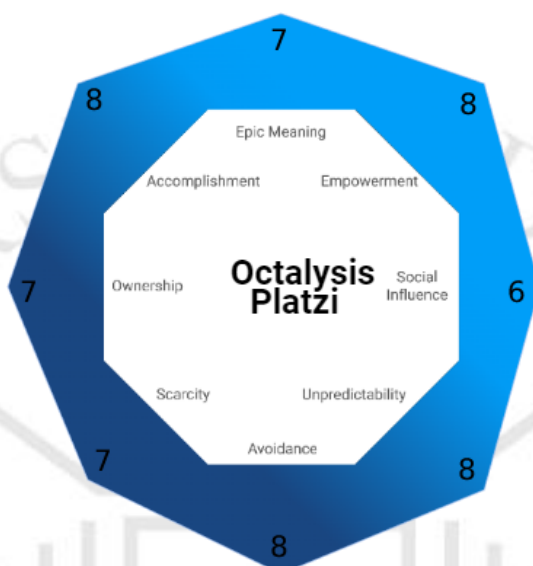 7
8
8
Epic Meaning
Accomplishment
Empowerment
Octalysis
Platzi
Ownership
Social
Influence
7
6
Scarcity
Unpredictability
Avoidance
7
8
8